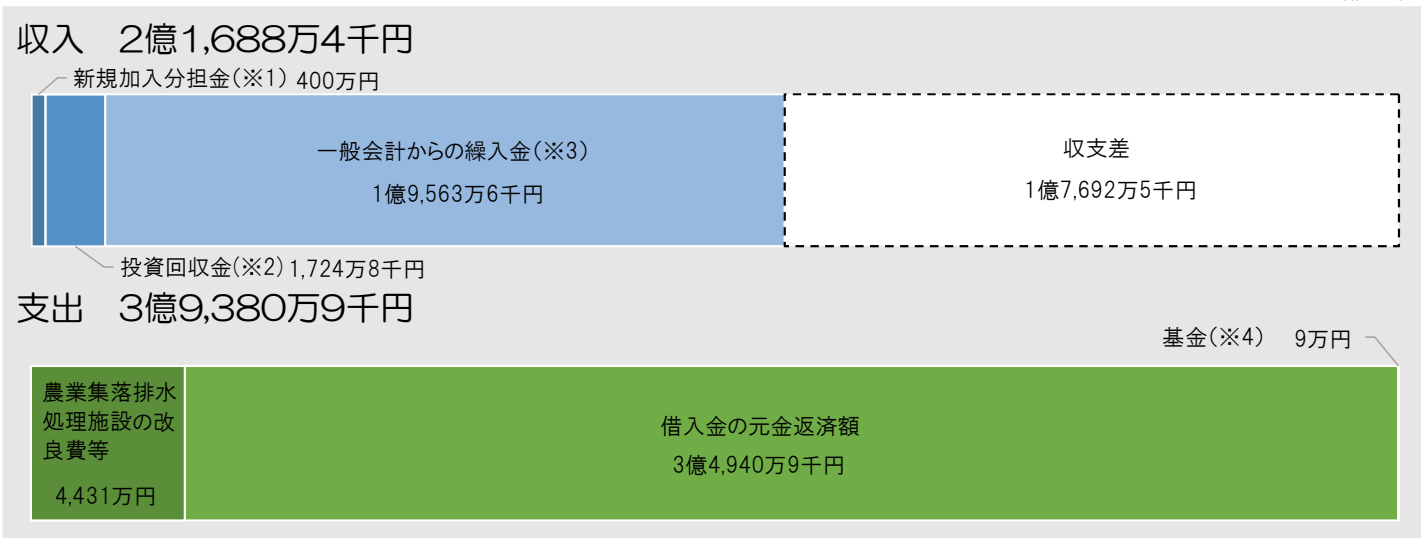 収入 2億1,688万4千円
新規加入分担金(※1) 400万円
一般会計からの繰入金(※3)
1億9,563万6千円
収支差
1億7,692万5千円
投資回収金(※2) 1,724万8千円
支出 3億9,380万9千円
基金(※4) 9万円
農業集落排水
処理施設の改
良費等
4,431万円
借入金の元金返済額
3億4,940万9千円